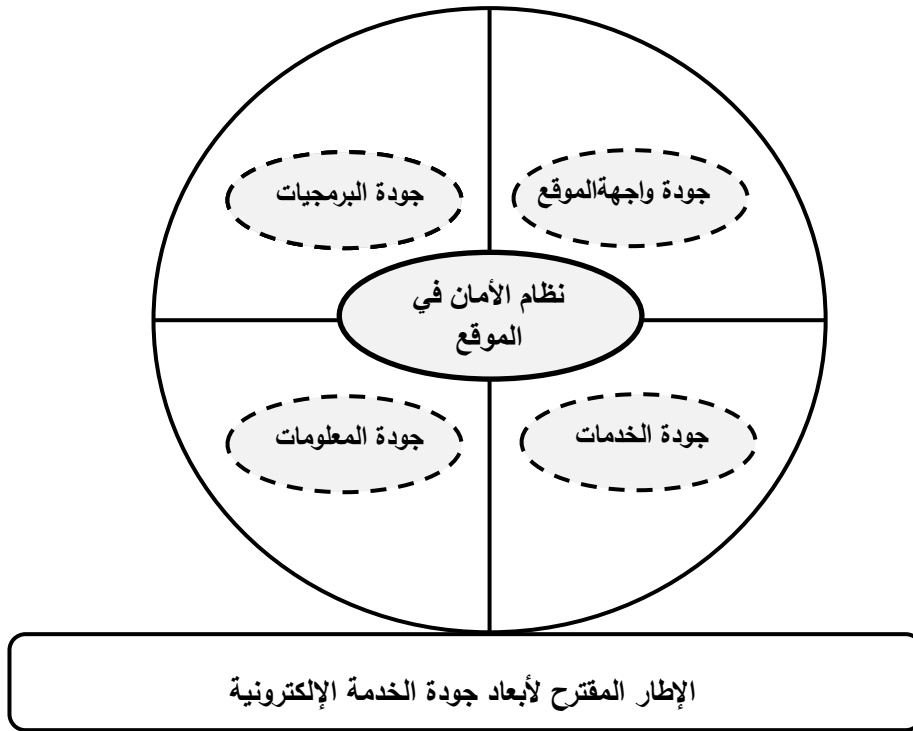 جودة واجهةالموقع
جودة البرمجيات
نظام الأمان في
الموقع
جودة الخدمات
جودة المعلومات
الإطار المقترح لأبعاد جودة الخدمة الإلكترونية